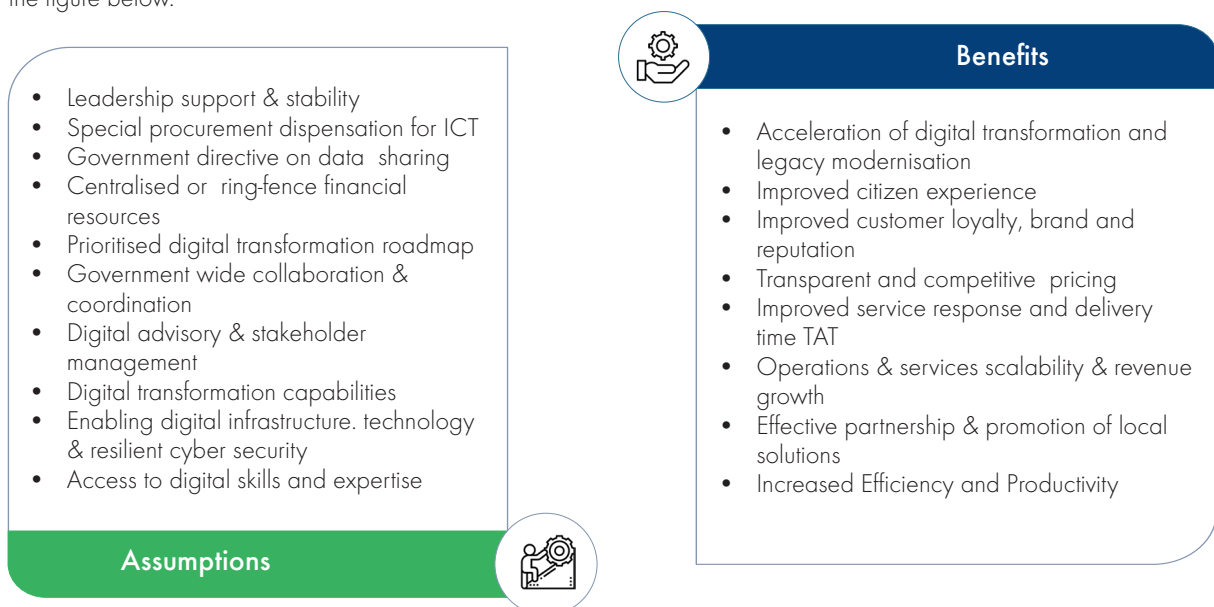 the figure below.
• Leadership support & stability
• Special procurement dispensation for ICT
• Government directive on data  sharing
• Centralised or  ring-fence financial
resources
• Prioritised digital transformation roadmap
• Government wide collaboration &
coordination
• Digital advisory & stakeholder
management
• Digital transformation capabilities
• Enabling digital infrastructure. technology
& resilient cyber security
• Access to digital skills and expertise
Assumptions
Benefits
• Acceleration of digital transformation and
legacy modernisation
• Improved citizen experience
• Improved customer loyalty, brand and
reputation
• Transparent and competitive  pricing
• Improved service response and delivery
time TAT
• Operations & services scalability & revenue
growth
• Effective partnership & promotion of local
solutions
• Increased Efficiency and Productivity